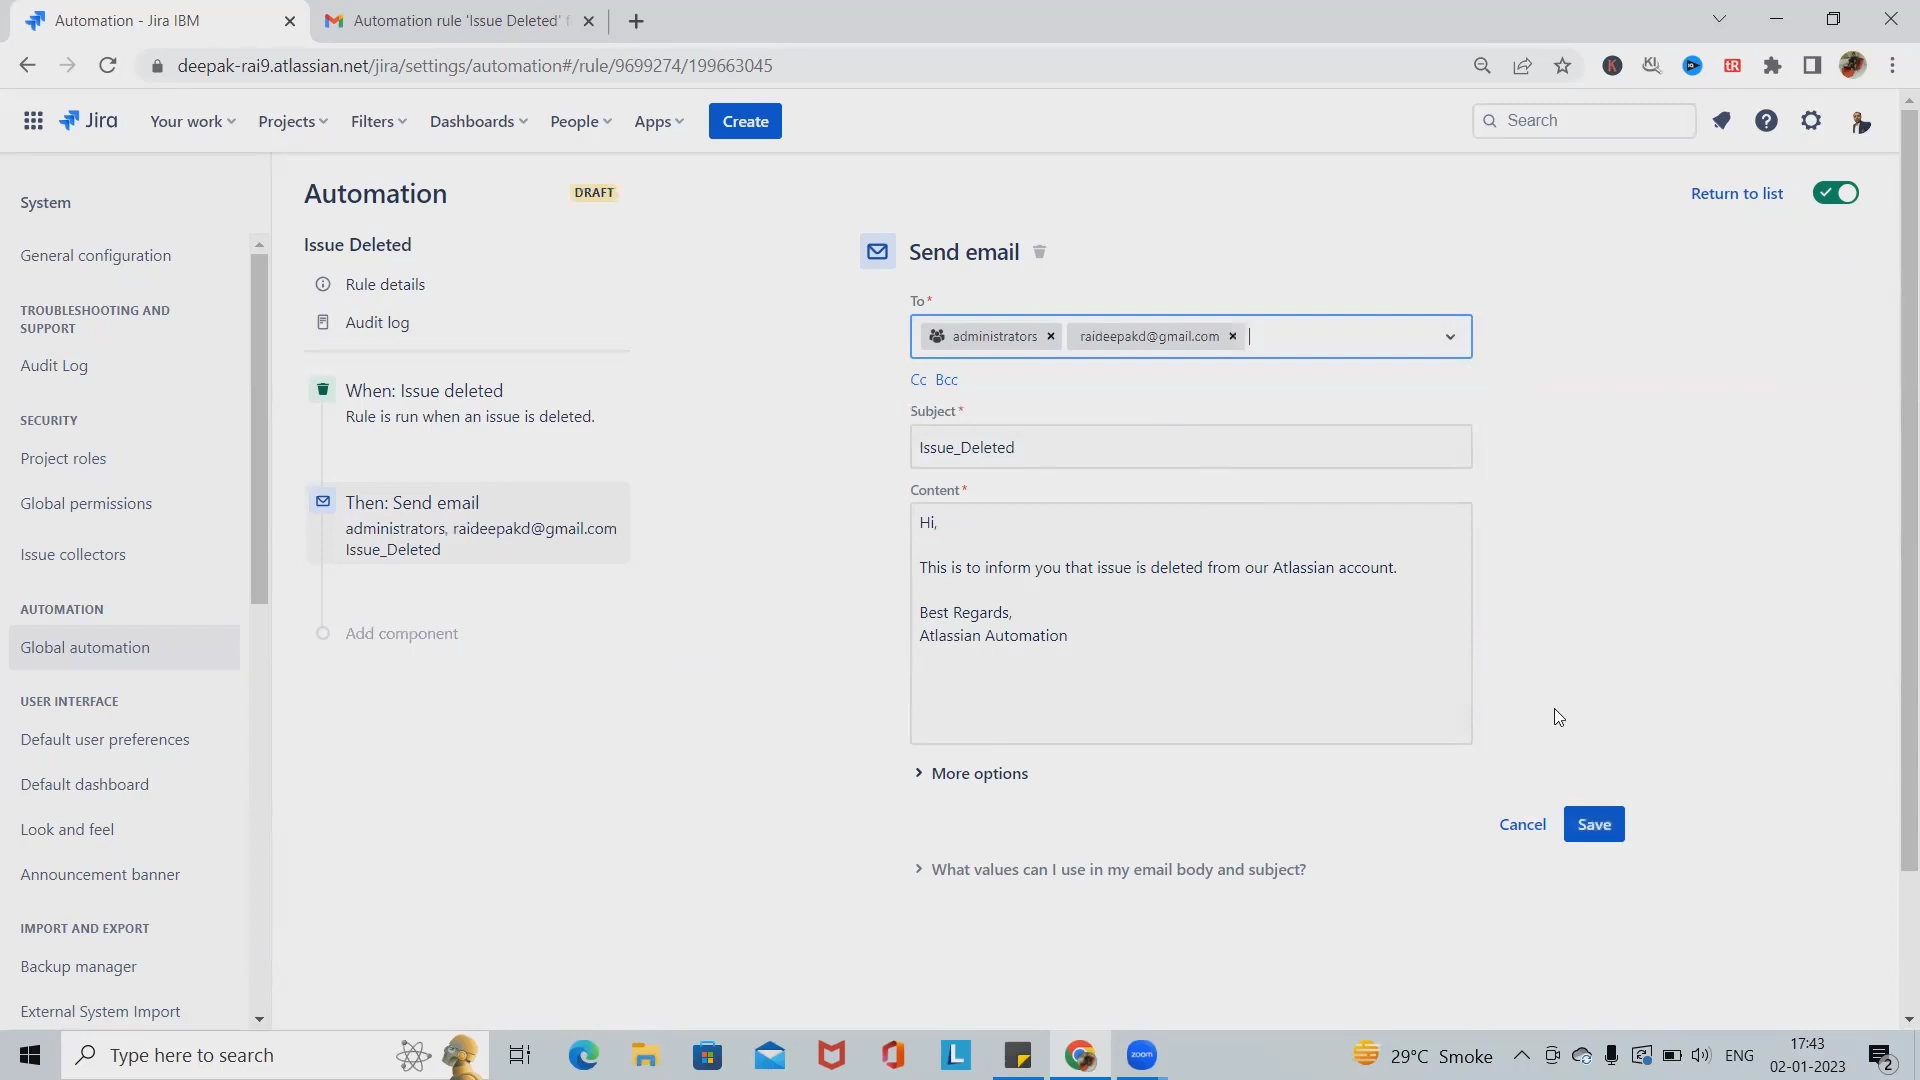 Automation - Jira IBM
Automation rule 'Issue Deleted'
deepak-rai9.atlassian.net/jira/settings/automation#/rule/9699274/199663045
Jira
Your work
Projects
Filters
Dashboards
People
Apps
Create
Search
System
General configuration
TROUBLESHOOTING AND
SUPPORT
Audit Log
SECURITY
Project roles
Global permissions
Issue collectors
AUTOMATION
Global automation
USER INTERFACE
Default user preferences
Default dashboard
Look and feel
Announcement banner
IMPORT AND EXPORT
Backup manager
External System Import
Automation
DRAFT
Return to list
Issue Deleted
Rule details
Audit log
When: Issue deleted
Rule is run when an issue is deleted.
Then: Send email
administrators, raideepakd@gmail.com
Issue_Deleted
Add component
Send email
To*
administrators
raideepakd@gmail.com
Cc Bcc
Subject*
Issue_Deleted
Content*
Hi,
This is to inform you that issue is deleted from our Atlassian account.
Best Regards,
Atlassian Automation
More options
Cancel
Save
What values can I use in my email body and subject?
Type here to search
zoom
29°C Smoke
ENG
17:43
02-01-2023
2